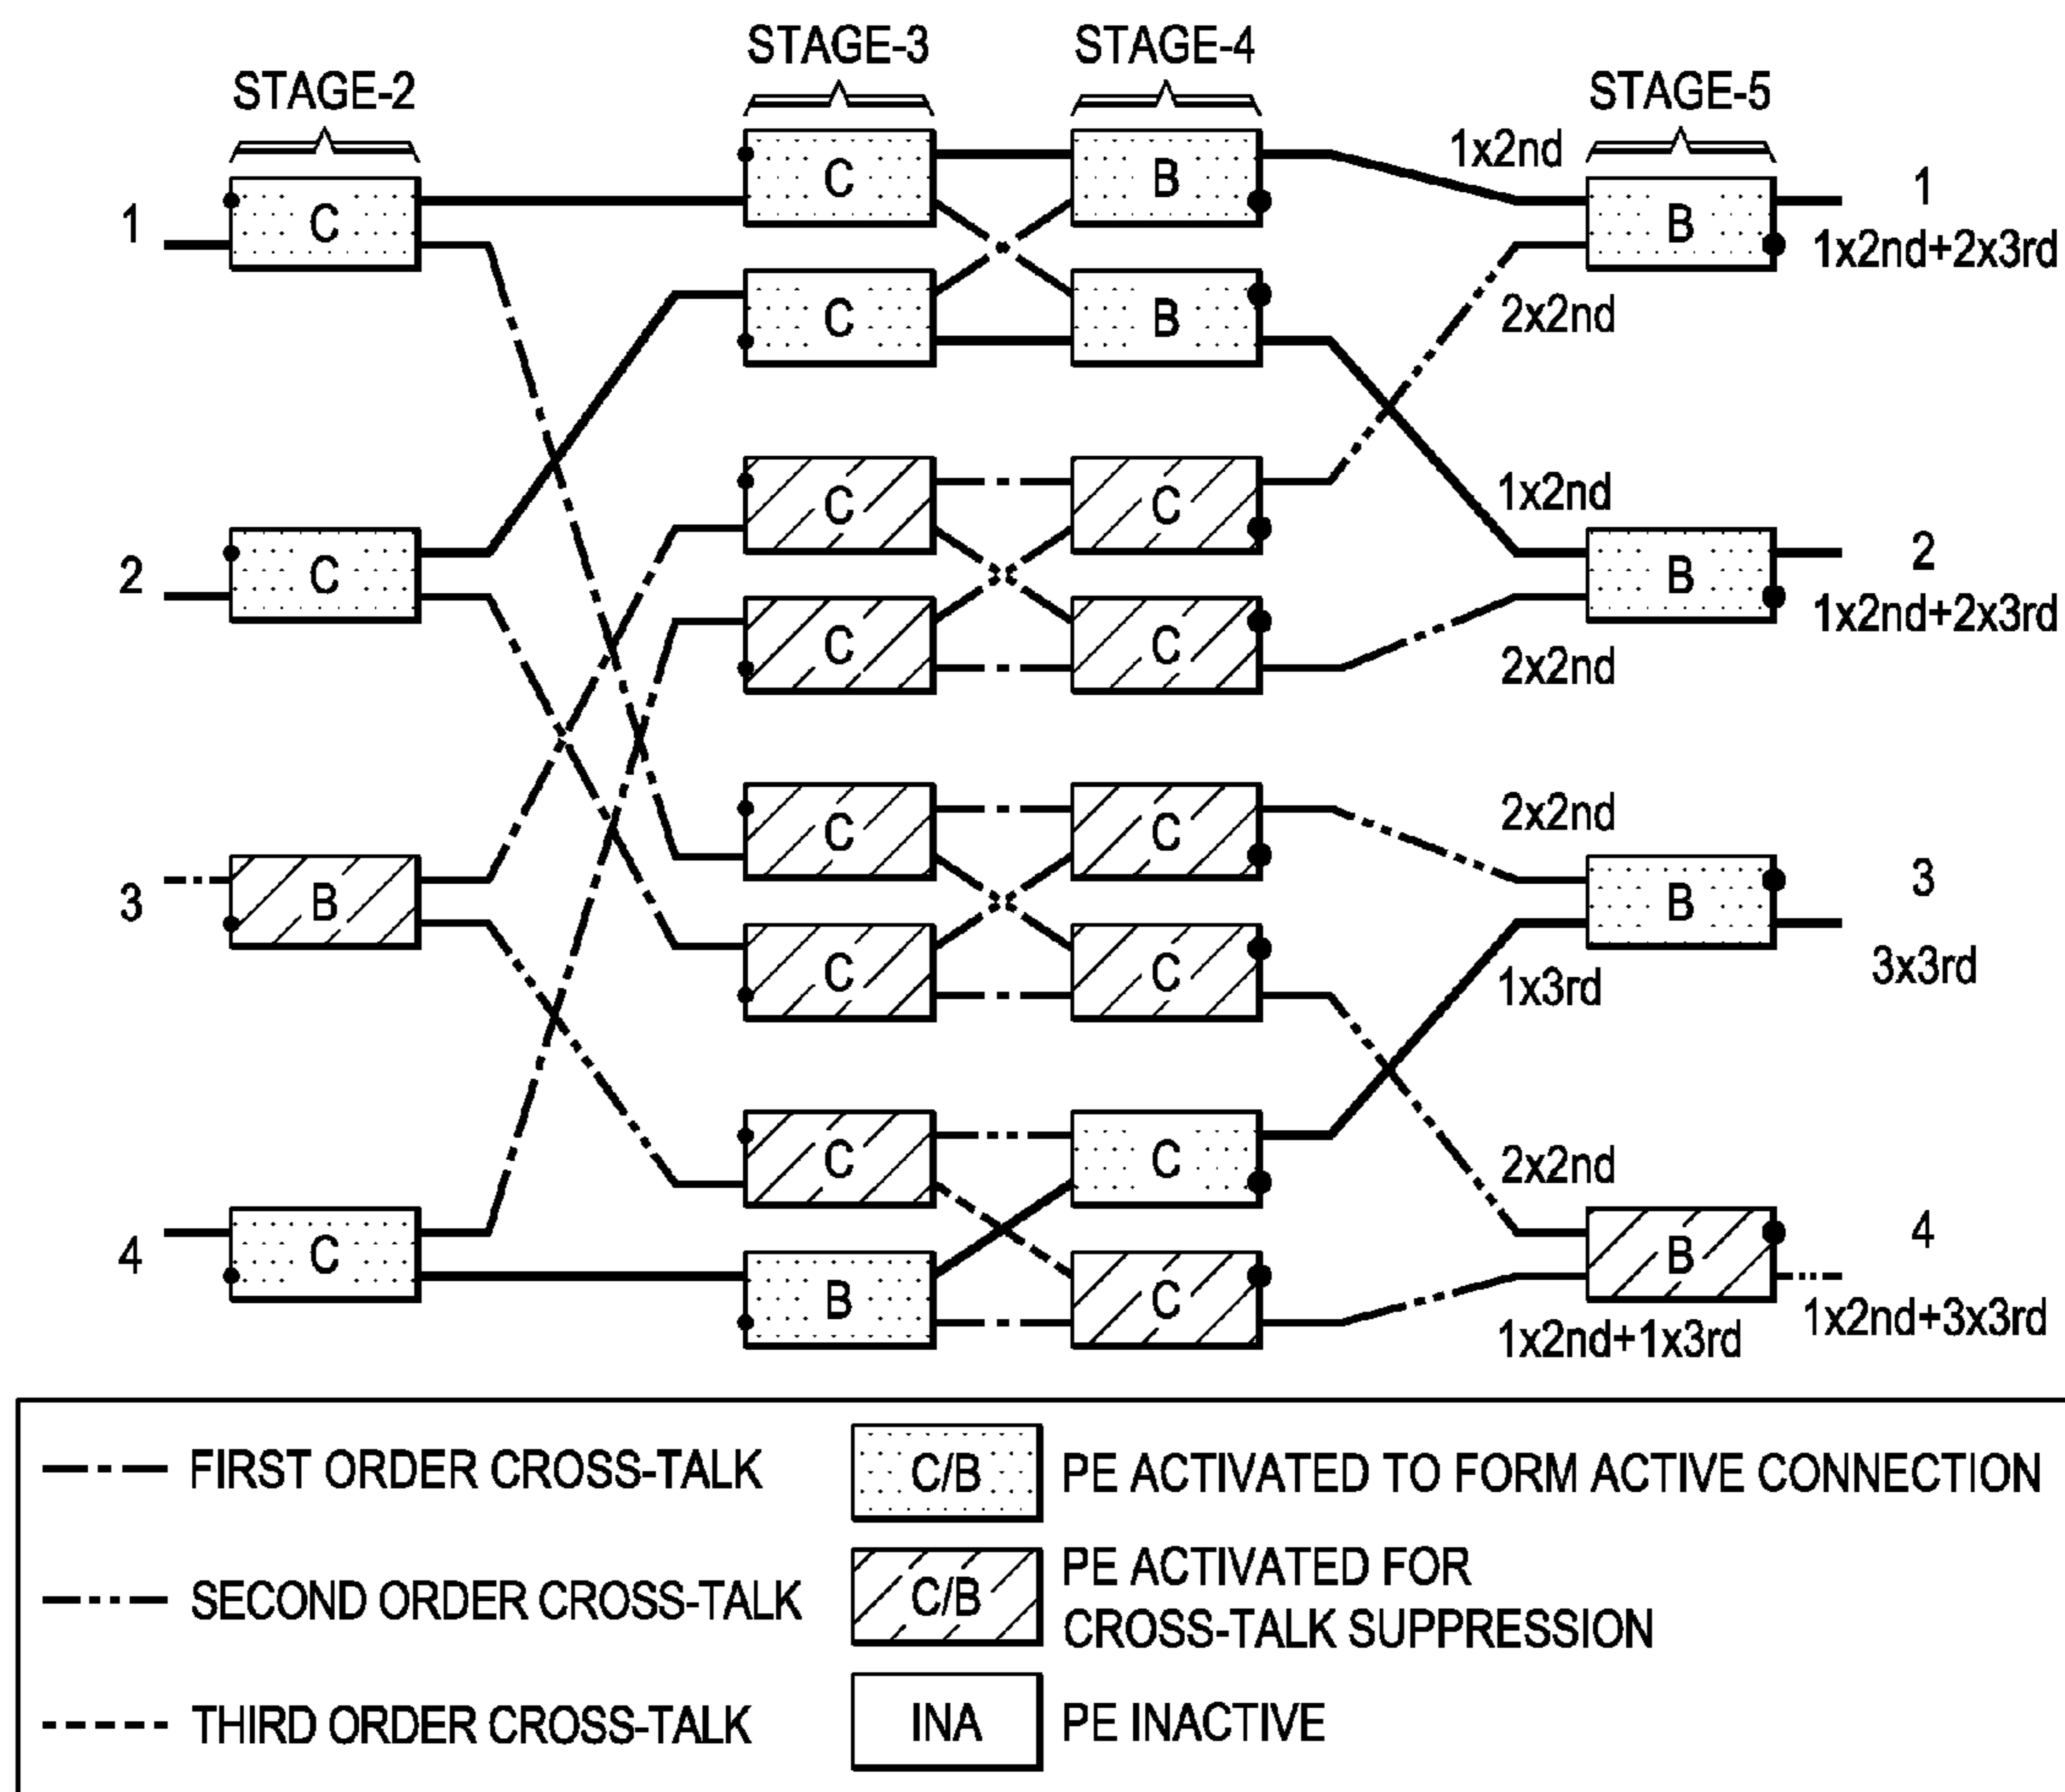 STAGE-2
STAGE-3
STAGE-4
STAGE-5
1
C
C
B
1x2nd
B
1
1x2nd+2x3rd
C
B
2x2nd
2
C
C
C
1x2nd
B
2
1x2nd+2x3rd
C
C
2x2nd
3
B
C
C
2x2nd
B
3
3x3rd
C
C
1x3rd
4
C
C
C
2x2nd
B
4
1x2nd+3x3rd
B
C
1x2nd+1x3rd
FIRST ORDER CROSS-TALK
C/B
PE ACTIVATED TO FORM ACTIVE CONNECTION
SECOND ORDER CROSS-TALK
C/B
PE ACTIVATED FOR
CROSS-TALK SUPPRESSION
THIRD ORDER CROSS-TALK
INA
PE INACTIVE